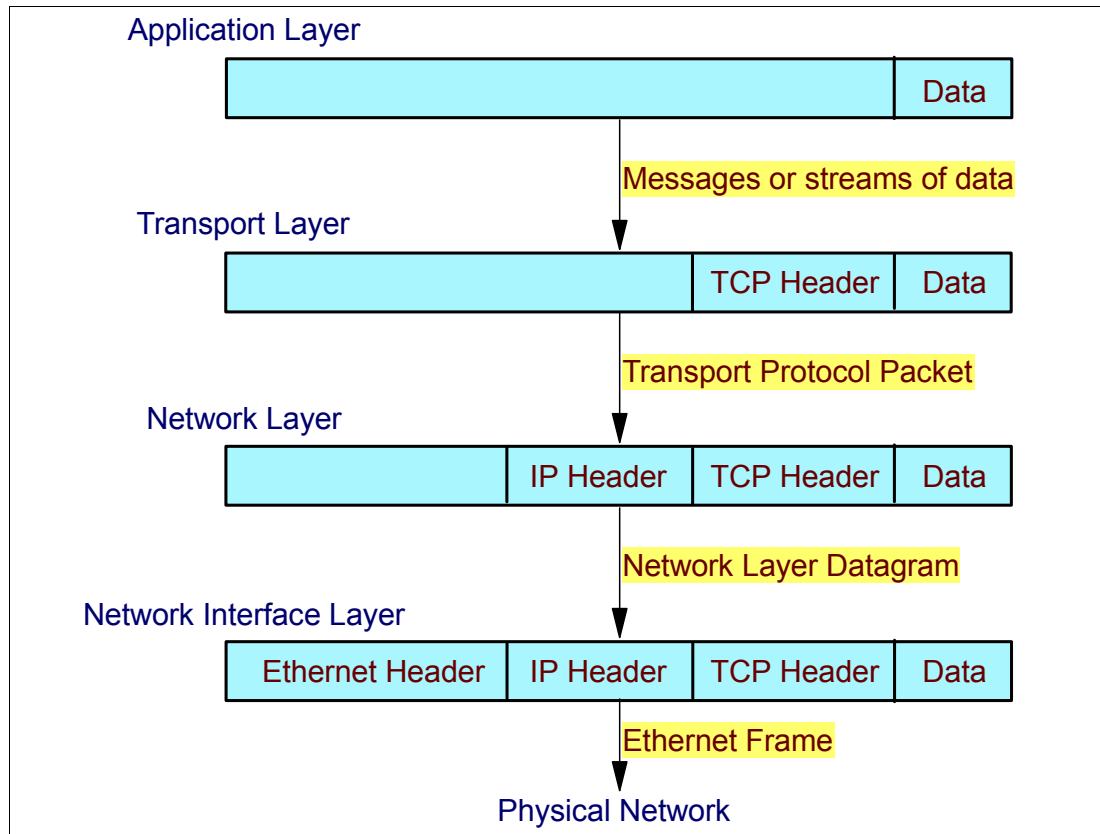 Application Layer
Data
Messages or streams of data
Transport Layer
TCP Header Data
Transport Protocol Packet
Network Layer
IP Header TCP Header Data
Network Layer Datagram
Network Interface Layer
Ethernet Header IP Header TCP Header Data
Ethernet Frame
Physical Network